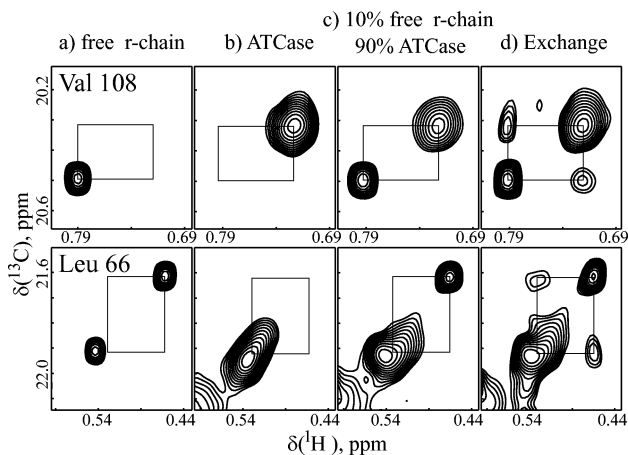 c) 10% free r-chain
a) free r-chain b) ATCase 90% ATCase d) Exchange
Val 108
20.2
20.6
0.79 0.69 0.79 0.69 0.79 0.69 0.79 0.69
δ(¹³C), ppm
Leu 66
21.6
22.0
0.54 0.44 0.54 0.44 0.54 0.44 0.54 0.44
δ(¹H ), ppm